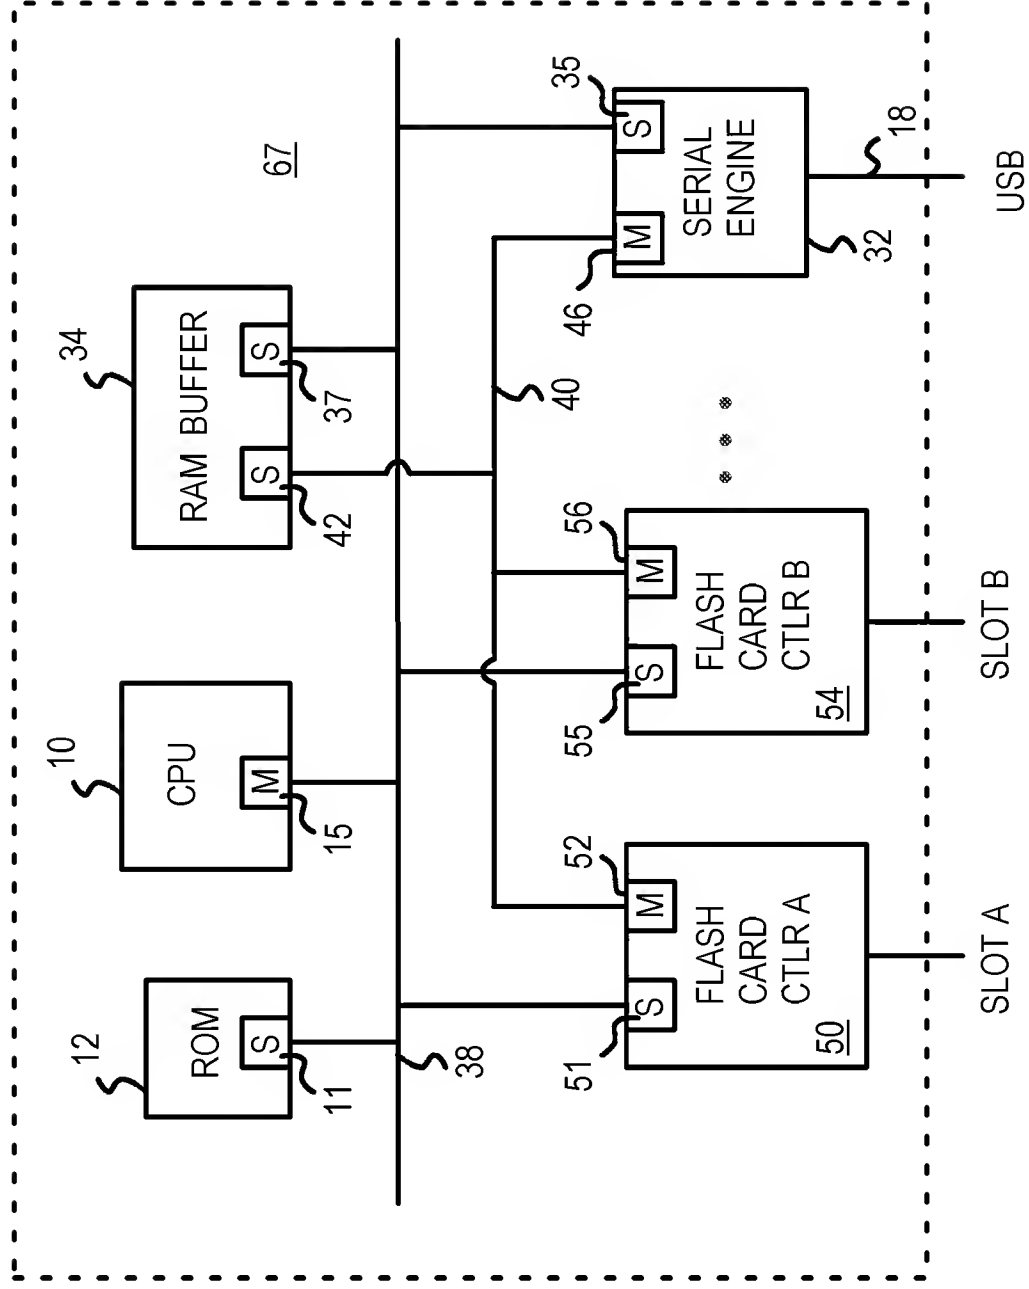 12
ROM
S
11
10
CPU
M
15
34
RAM BUFFER
S
42
S
37
67
38
40
51
S
52
M
FLASH
CARD
CTLR A
50
55
S
56
M
FLASH
CARD
CTLR B
54
46
M
35
S
SERIAL
ENGINE
32
18
SLOT A
SLOT B
USB